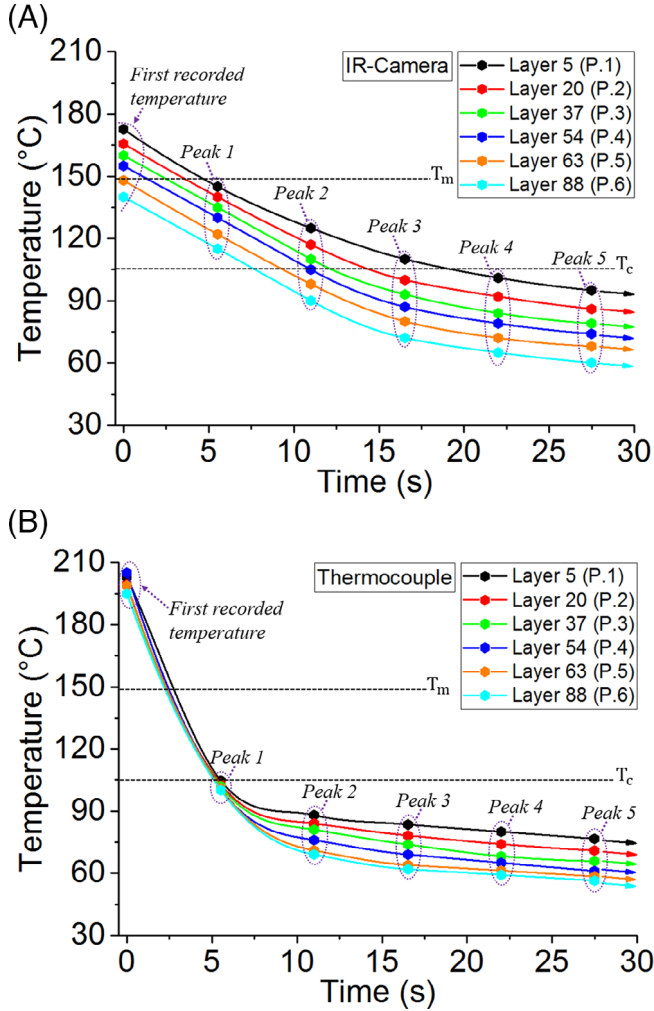 (A)
210
180
150
120
90
60
30
Temperature (°C)
0
5
10
15
20
25
30
Time (s)
IR-Camera
Layer 5 (P.1)
Layer 20 (P.2)
Layer 37 (P.3)
Layer 54 (P.4)
Layer 63 (P.5)
Layer 88 (P.6)
First recorded
temperature
Peak 1
Peak 2
Peak 3
Peak 4
Peak 5
Tm
Tc
(B)
210
180
150
120
90
60
30
Temperature (°C)
0
5
10
15
20
25
30
Time (s)
Thermocouple
Layer 5 (P.1)
Layer 20 (P.2)
Layer 37 (P.3)
Layer 54 (P.4)
Layer 63 (P.5)
Layer 88 (P.6)
First recorded
temperature
Tm
Tc
Peak 1
Peak 2
Peak 3
Peak 4
Peak 5